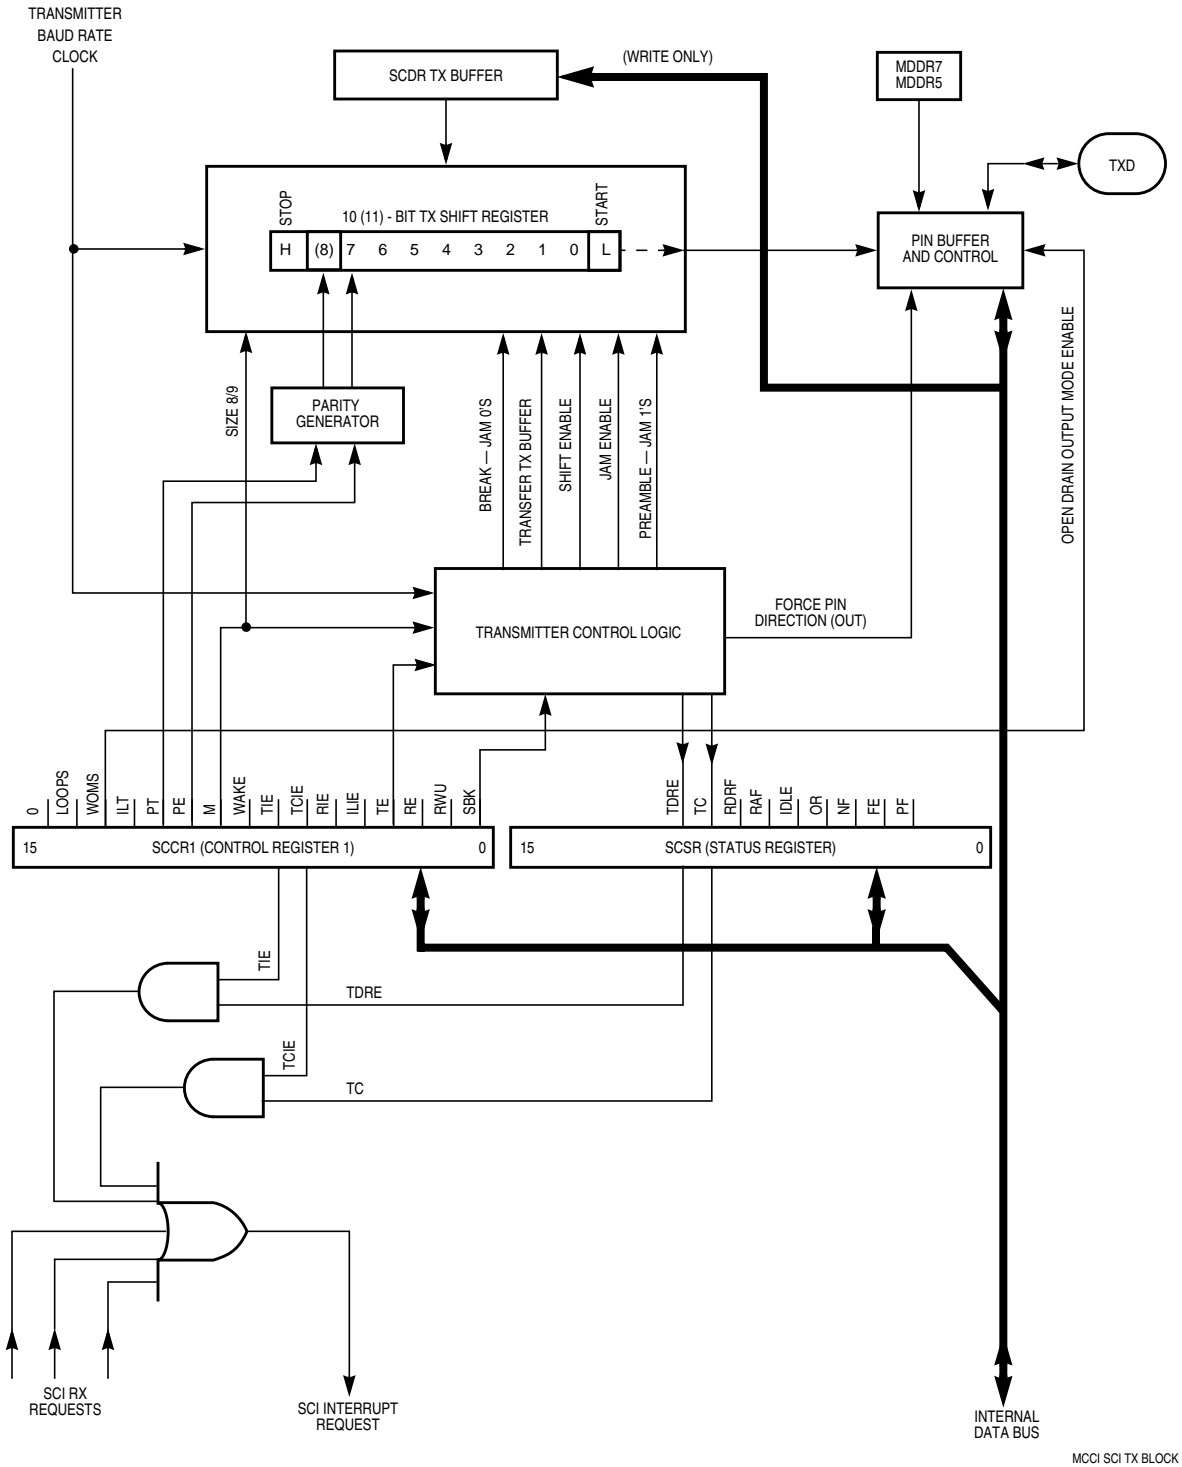 TRANSMITTER
BAUD RATE
CLOCK
SCDR TX BUFFER
(WRITE ONLY)
MDDR7
MDDR5
TXD
STOP
10 (11) - BIT TX SHIFT REGISTER
START
H (8) 7 6 5 4 3 2 1 0 L
PIN BUFFER
AND CONTROL
OPEN DRAIN OUTPUT MODE ENABLE
SIZE 8/9
PARITY
GENERATOR
BREAK — JAM 0'S
TRANSFER TX BUFFER
SHIFT ENABLE
JAM ENABLE
PREAMBLE — JAM 1'S
TRANSMITTER CONTROL LOGIC
FORCE PIN
DIRECTION (OUT)
0
LOOPS
WOMS
ILT
PT
PE
M
WAKE
TIE
TCIE
RIE
ILIE
TE
RE
RWU
SBK
TDRE
TC
RDRF
RAF
IDLE
OR
NF
FE
PF
15 SCCR1 (CONTROL REGISTER 1) 0
15 SCSR (STATUS REGISTER) 0
TIE
TDRE
TCIE
TC
SCI RX
REQUESTS
SCI INTERRUPT
REQUEST
INTERNAL
DATA BUS
MCCI SCI TX BLOCK